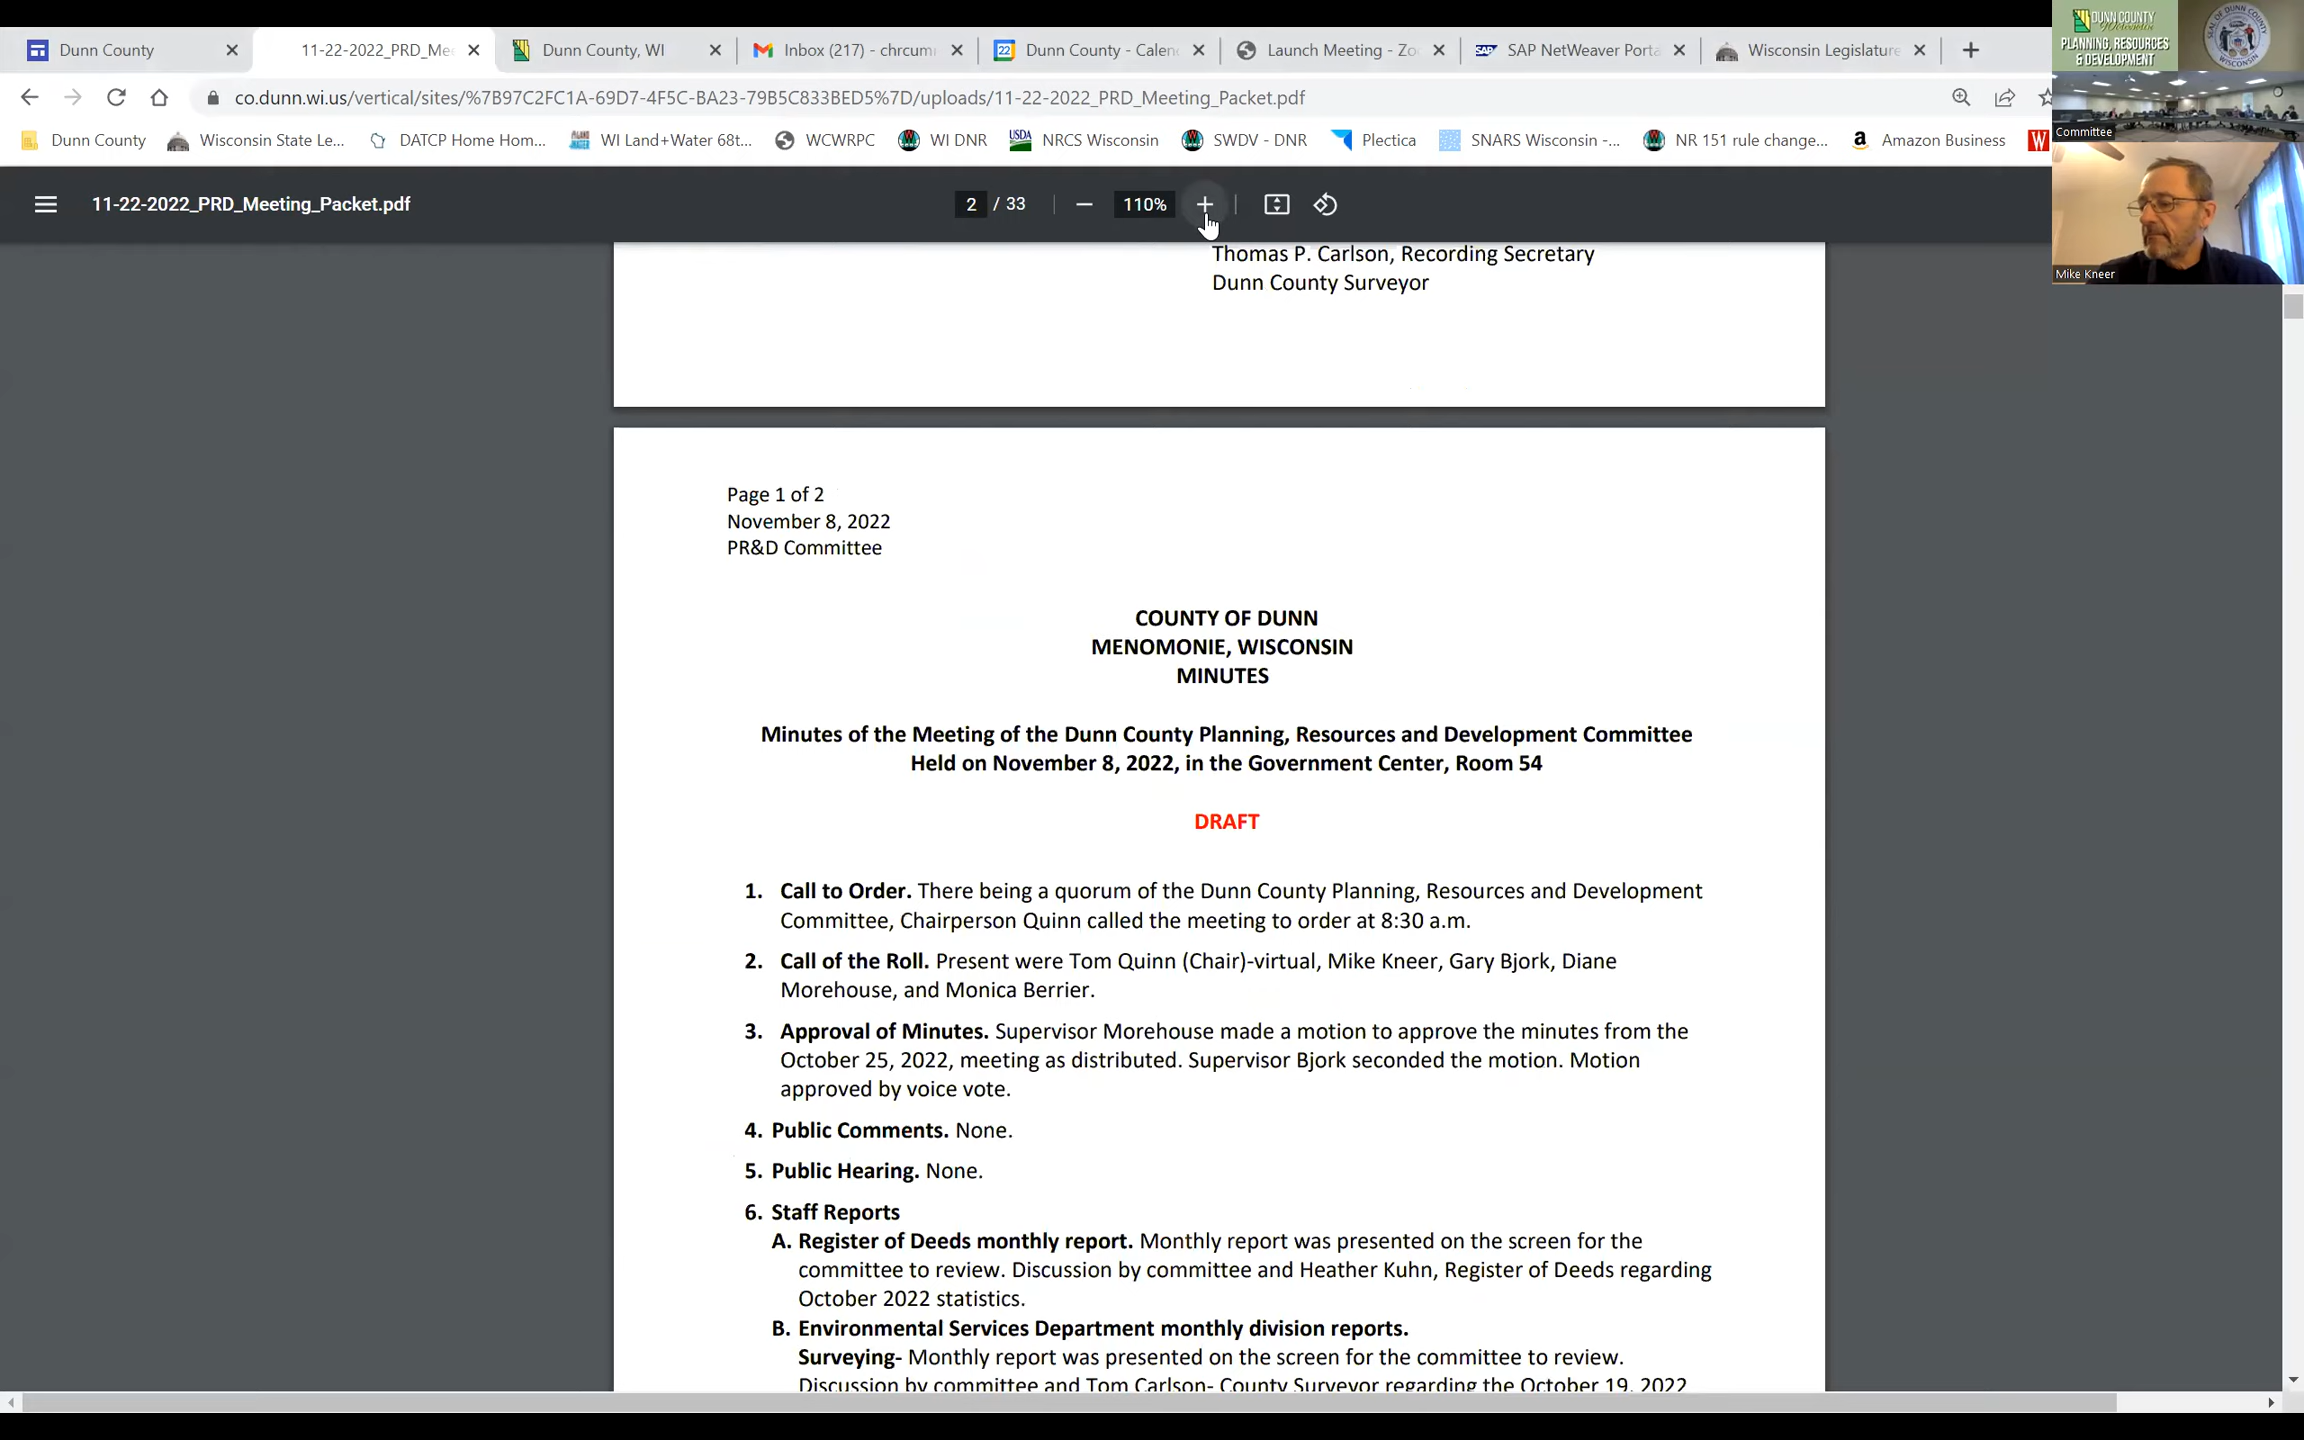 Dunn County
11-22-2022_PRD_Mee
Dunn County, WI
Inbox (217) - chrcum
Dunn County - Calen
Launch Meeting - Zo
SAP NetWeaver Porta
Wisconsin Legislature
DUNN COUNTY
Wisconsin
PLANNING, RESOURCES
& DEVELOPMENT
SEAL OF DUNN COUNTY
WISCONSIN
co.dunn.wi.us/vertical/sites/%7B97C2FC1A-69D7-4F5C-BA23-79B5C833BED5%7D/uploads/11-22-2022_PRD_Meeting_Packet.pdf
Committee
Dunn County
Wisconsin State Le...
DATCP Home Hom...
WI Land+Water 68t...
WCWRPC
WI DNR
USDA
NRCS Wisconsin
SWDV - DNR
Plectica
SNARS Wisconsin -...
NR 151 rule change...
Amazon Business
11-22-2022_PRD_Meeting_Packet.pdf
2 / 33
110%
Mike Kneer
Thomas P. Carlson, Recording Secretary
Dunn County Surveyor
Page 1 of 2
November 8, 2022
PR&D Committee
COUNTY OF DUNN
MENOMONIE, WISCONSIN
MINUTES
Minutes of the Meeting of the Dunn County Planning, Resources and Development Committee
Held on November 8, 2022, in the Government Center, Room 54
DRAFT
1. Call to Order. There being a quorum of the Dunn County Planning, Resources and Development
Committee, Chairperson Quinn called the meeting to order at 8:30 a.m.
2. Call of the Roll. Present were Tom Quinn (Chair)-virtual, Mike Kneer, Gary Bjork, Diane
Morehouse, and Monica Berrier.
3. Approval of Minutes. Supervisor Morehouse made a motion to approve the minutes from the
October 25, 2022, meeting as distributed. Supervisor Bjork seconded the motion. Motion
approved by voice vote.
4. Public Comments. None.
5. Public Hearing. None.
6. Staff Reports
A. Register of Deeds monthly report. Monthly report was presented on the screen for the
committee to review. Discussion by committee and Heather Kuhn, Register of Deeds regarding
October 2022 statistics.
B. Environmental Services Department monthly division reports.
Surveying- Monthly report was presented on the screen for the committee to review.
Discussion by committee and Tom Carlson- County Surveyor regarding the October 19, 2022